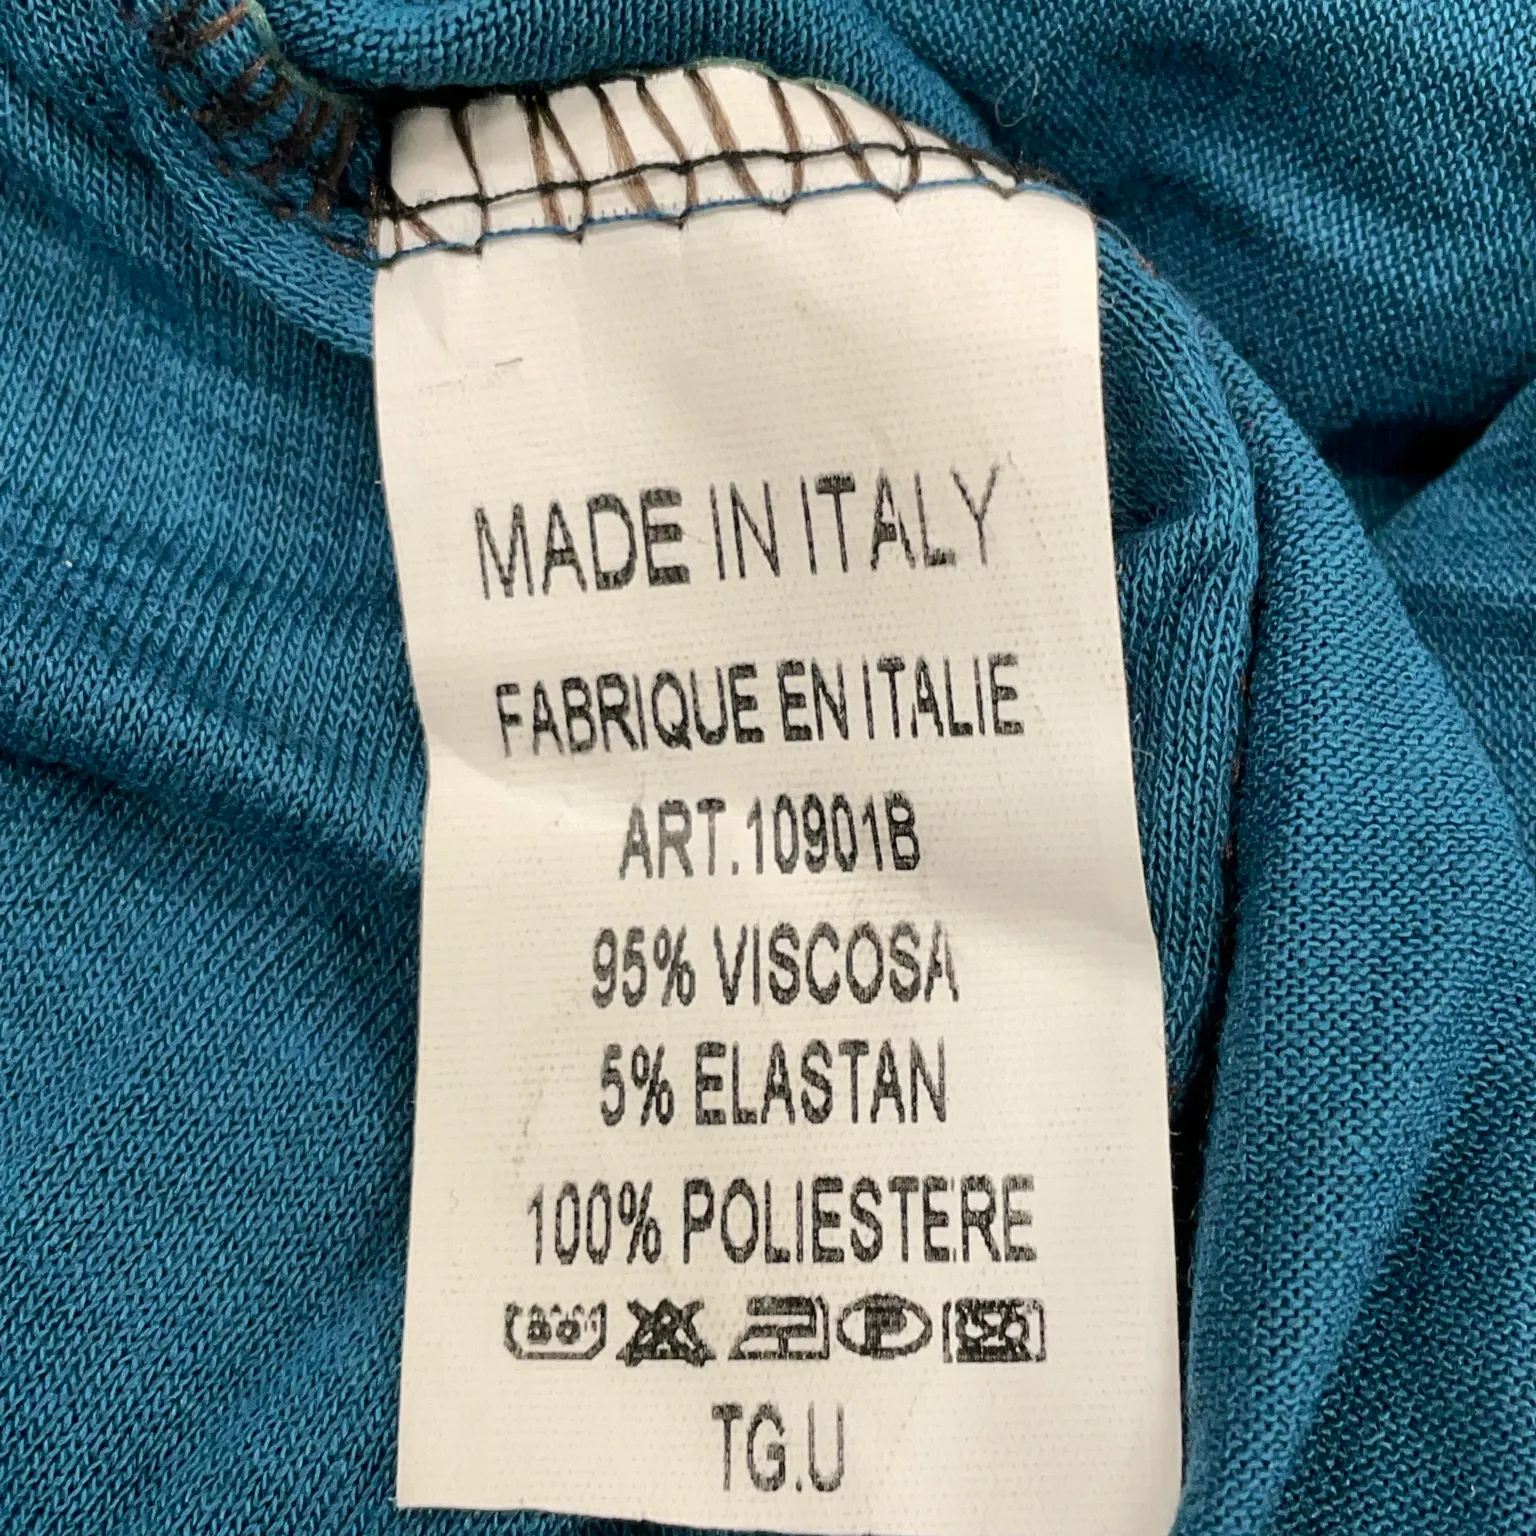 MADE IN ITALY
FABRIQUE EN ITALIE
ART.10901B
95% VISCOSA
5% ELASTAN
100% POLIESTERE
P
TG.U